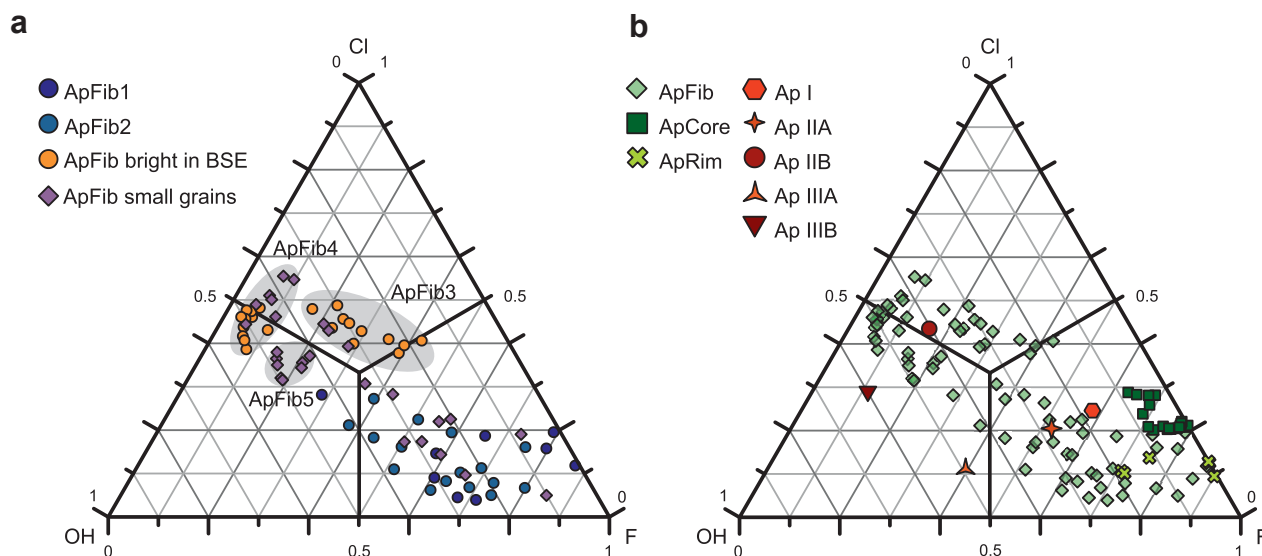 a
Cl
0 1
ApFib1
ApFib2
ApFib bright in BSE
ApFib small grains
ApFib4
ApFib3
ApFib5
0.5
0.5
1
0
OH
F
0
0.5
1
b
Cl
0 1
ApFib
ApCore
ApRim
Ap I
Ap IIA
Ap IIB
Ap IIIA
Ap IIIB
0.5
0.5
1
0
OH
F
0
0.5
1